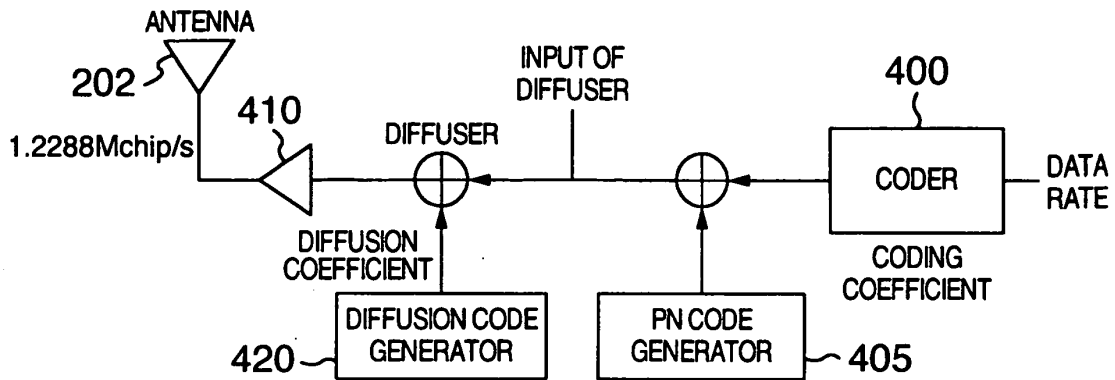 ANTENNA
202
1.2288Mchip/s
410
DIFFUSER
INPUT OF
DIFFUSER
400
CODER
DATA
RATE
CODING
COEFFICIENT
DIFFUSION
COEFFICIENT
DIFFUSION CODE
GENERATOR
420
PN CODE
GENERATOR
405